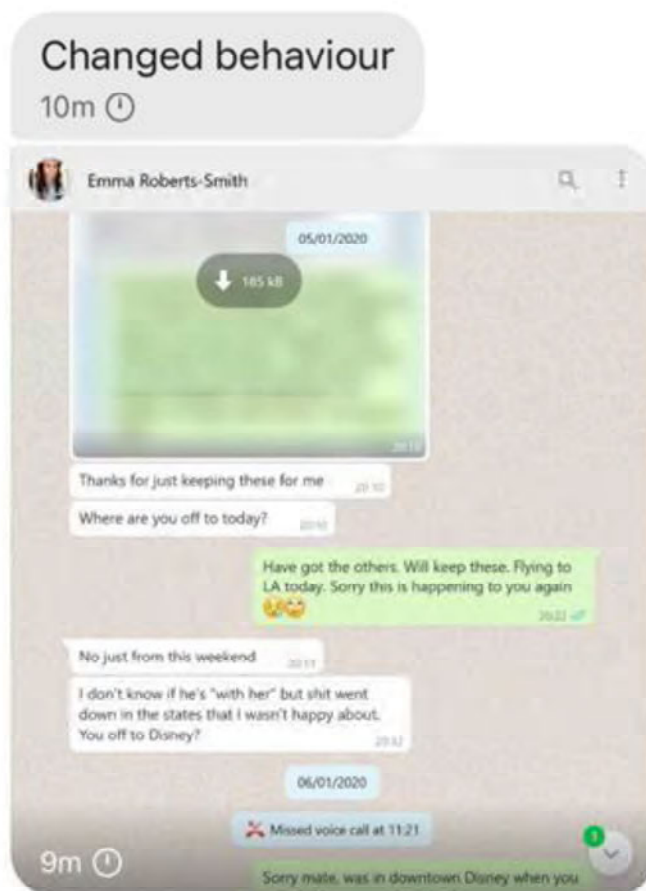 Changed behaviour
10m
Emma Roberts-Smith
05/01/2020
185 kB
Thanks for just keeping these for me
Where are you off to today?
Have got the others. Will keep these. Flying to
LA today. Sorry this is happening to you again
No just from this weekend
I don't know if he's "with her" but shit went
down in the states that I wasn't happy about.
You off to Disney?
06/01/2020
Missed voice call at 11:21
9m
Sorry mate, was in downtown Disney when you